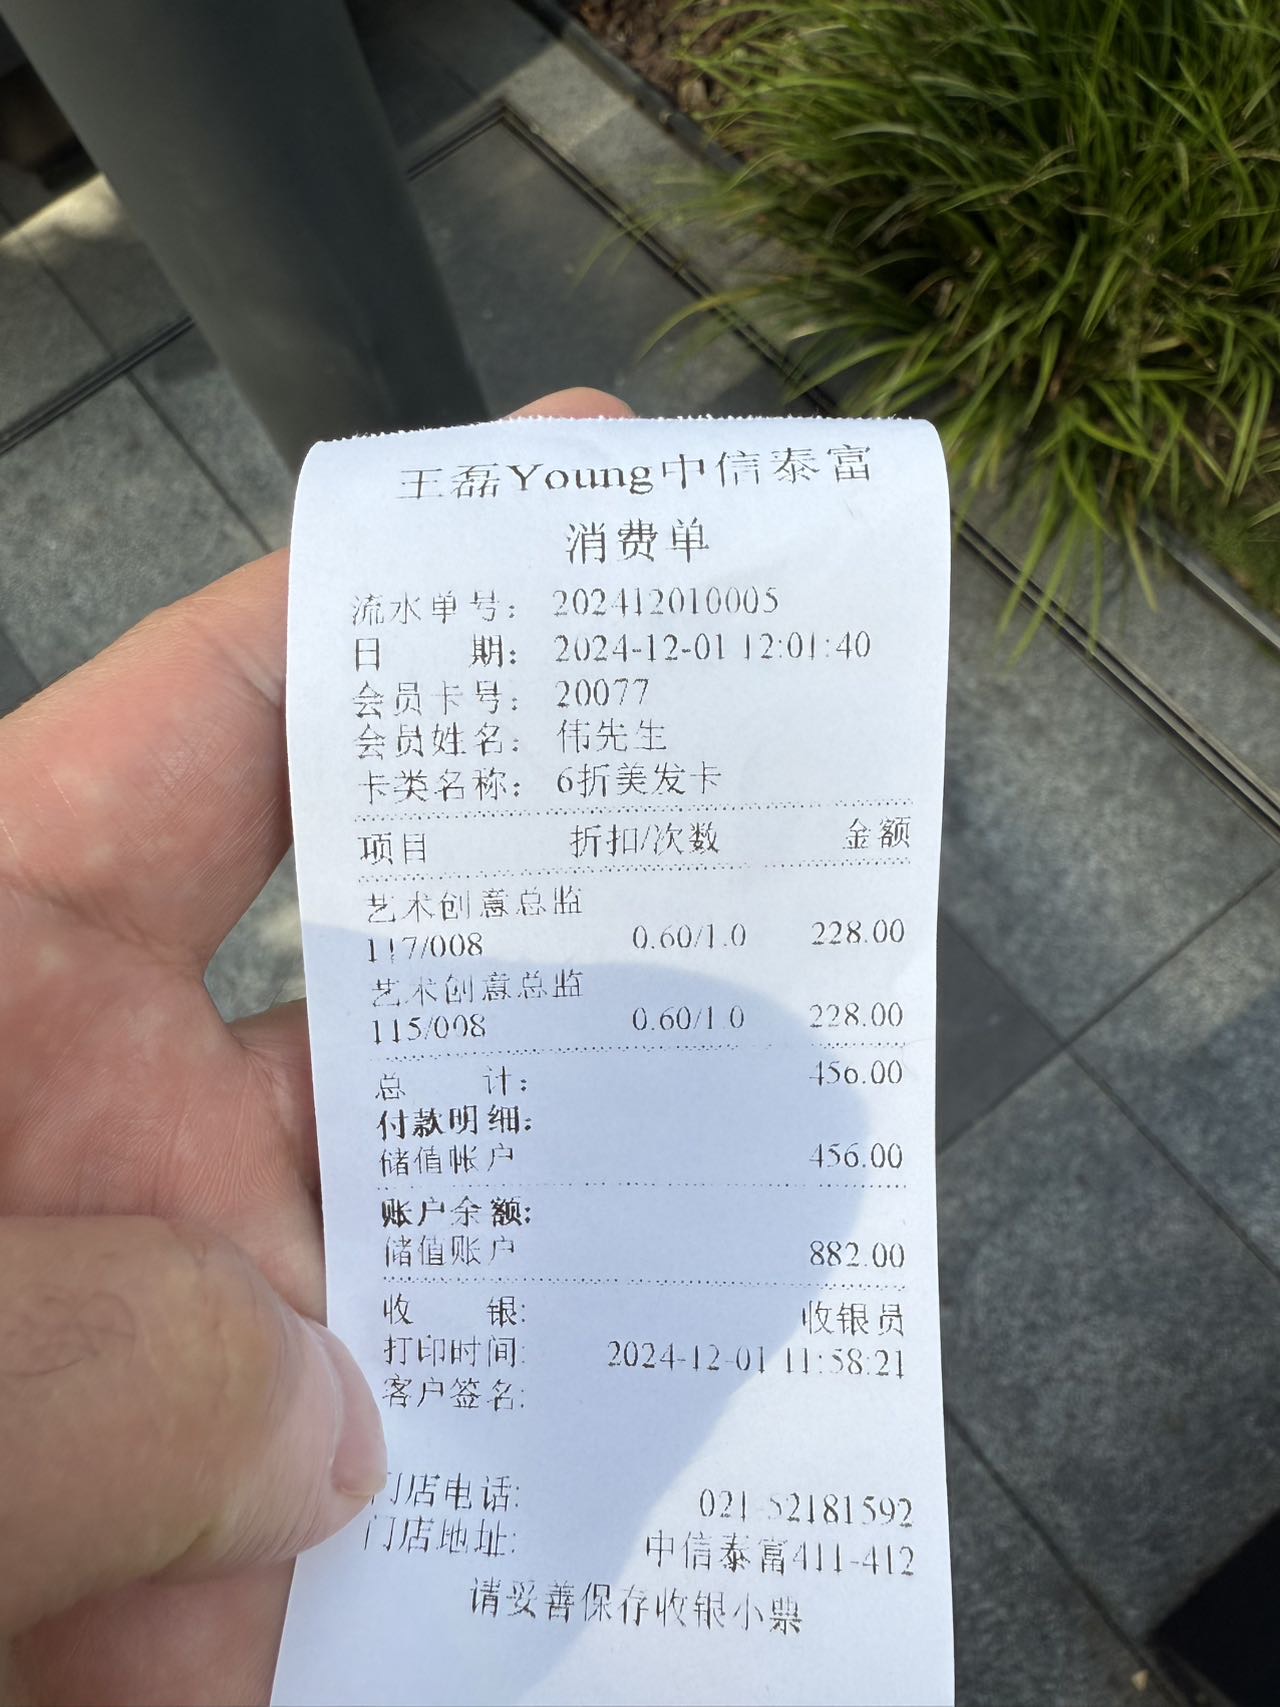 王磊Young中信泰富
消费单
流水单号： 202412010005
日 期： 2024-12-01 12:01:40
会员卡号： 20077
会员姓名： 伟先生
卡类名称： 6折美发卡
项目 折扣/次数 金额
艺术创意总监
117/008 0.60/1.0 228.00
艺术创意总监
115/008 0.60/1.0 228.00
总 计： 456.00
付款明细：
储值帐户 456.00
账户余额：
储值账户 882.00
收 银: 收银员
打印时间: 2024-12-01 11:58:21
客户签名:
门店电话: 021-52181592
门店地址: 中信泰富411-412
请妥善保存收银小票